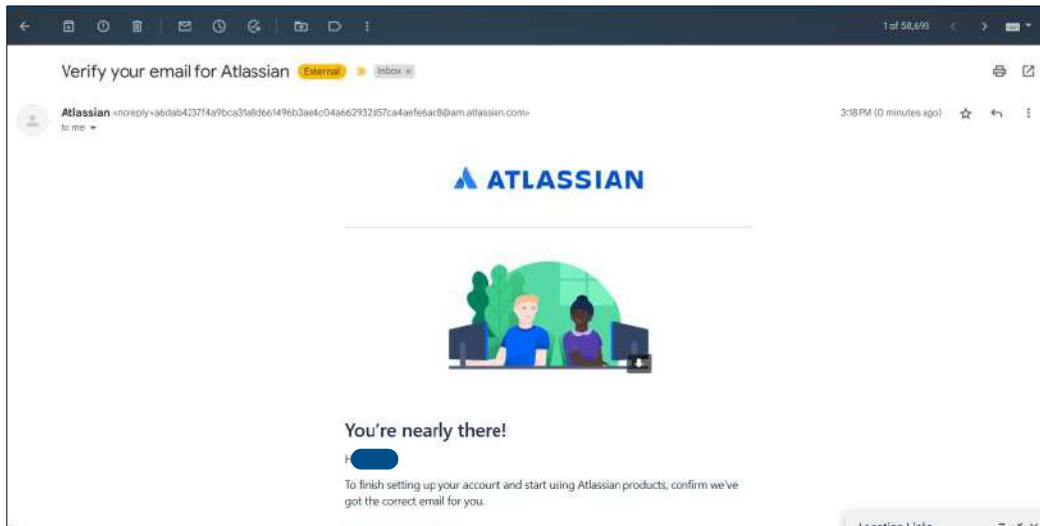 1 of 58,693
Verify your email for Atlassian External Inbox x
Atlassian
3:18 PM (0 minutes ago)
to me
ATLASSIAN
You're nearly there!
H
To finish setting up your account and start using Atlassian products, confirm we've
got the correct email for you.